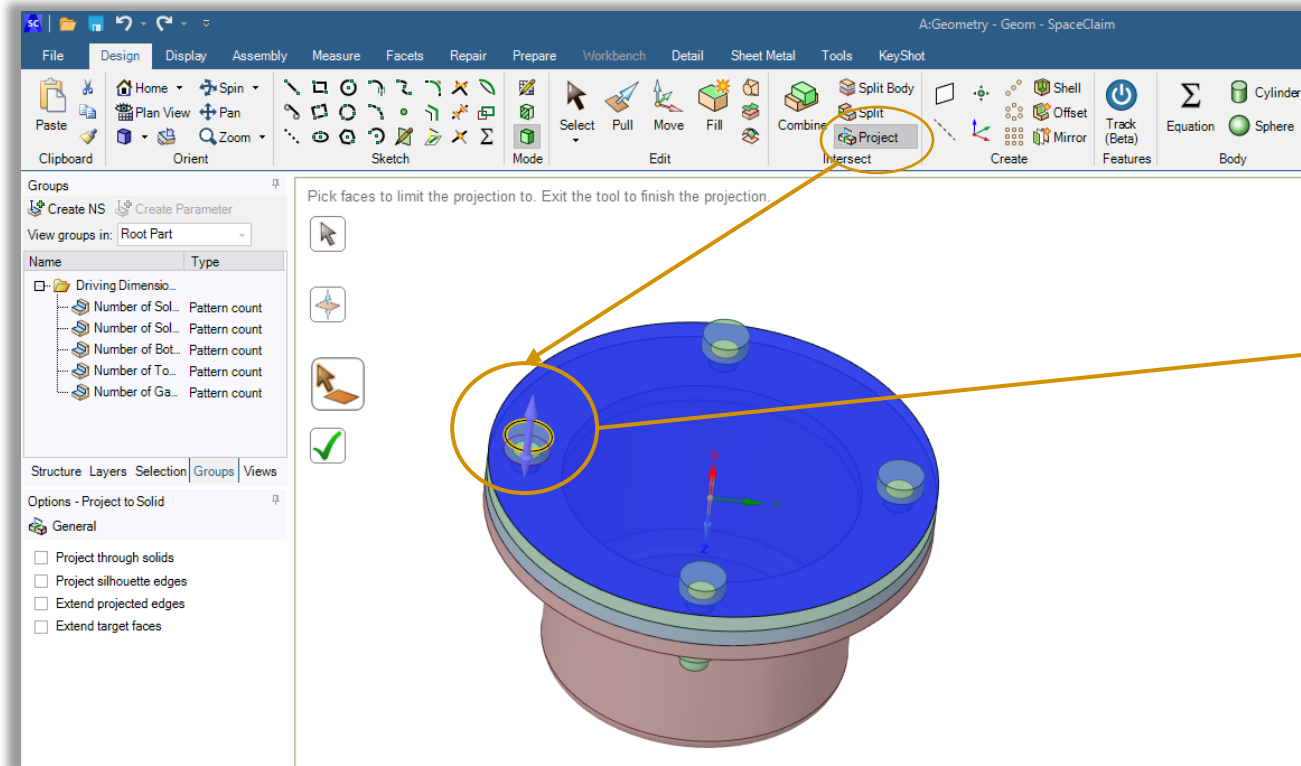 SC
A:Geometry - Geom - SpaceClaim
File Design Display Assembly Measure Facets Repair Prepare Workbench Detail Sheet Metal Tools KeyShot
Home Spin Split Body Shell Cylinder
Plan View Pan Split Offset
Paste Zoom Select Pull Move Fill Combine Project Mirror Track (Beta) Equation Sphere
Clipboard Orient Sketch Mode Edit Intersect Create Features Body
Groups
Create NS Create Parameter
View groups in: Root Part
Name Type
Driving Dimensio...
Number of Sol... Pattern count
Number of Sol... Pattern count
Number of Bot... Pattern count
Number of To... Pattern count
Number of Ga... Pattern count
Structure Layers Selection Groups Views
Options - Project to Solid
General
Project through solids
Project silhouette edges
Extend projected edges
Extend target faces
Pick faces to limit the projection to. Exit the tool to finish the projection.
X
Y
Z